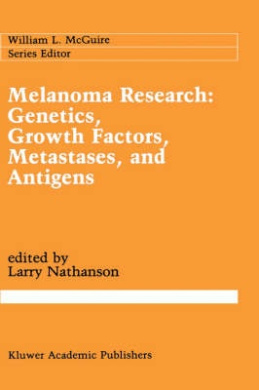 William L. McGuire
Series Editor
Melanoma Research:
Genetics,
Growth Factors,
Metastases, and
Antigens
edited by
Larry Nathanson
Kluwer Academic Publishers